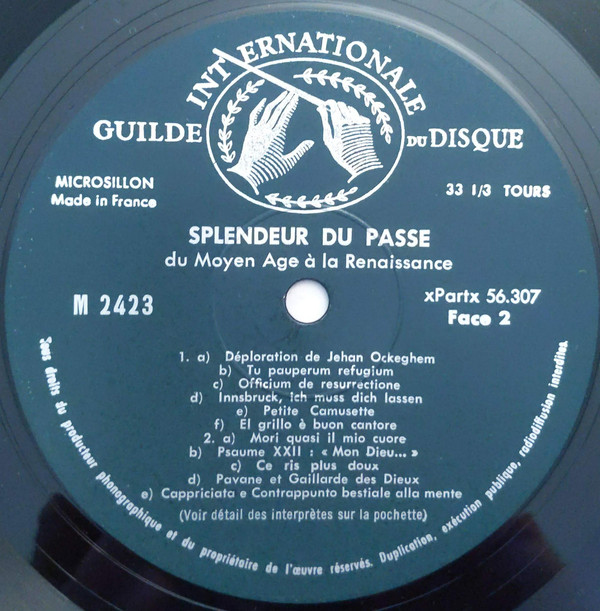 INTERNATIONALE
GUILDE DU DISQUE
MICROSILLON
Made in France
33 1/3 TOURS
SPLENDEUR DU PASSE
du Moyen Age à la Renaissance
M 2423
xPartx 56.307
Face 2
1. a) Déploration de Jehan Ockeghem
b) Tu pauperum refugium
c) Officium de resurrectione
d) Innsbruck, ich muss dich lassen
e) Petite Camusette
f) El grillo è buon cantore
2. a) Mori quasi il mio cuore
b) Psaume XXII : « Mon Dieu... »
c) Ce ris plus doux
d) Pavane et Gaillarde des Dieux
e) Cappriciata e Contrappunto bestiale alla mente
(Voir détail des interprètes sur la pochette)
Tous droits du producteur phonographique et du propriétaire de l'œuvre réservés. Duplication, exécution publique, radiodiffusion interdites.